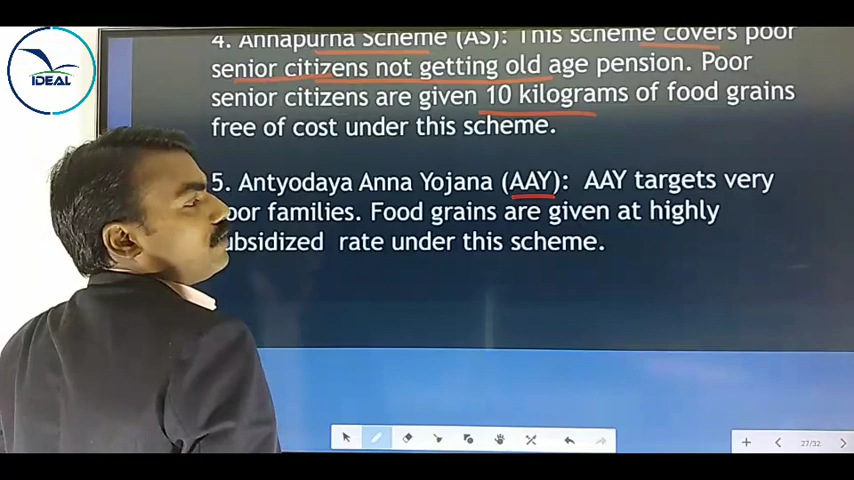 IDEAL
4. Annapurna Scheme (AS): This scheme covers poor
senior citizens not getting old age pension. Poor
senior citizens are given 10 kilograms of food grains
free of cost under this scheme.
5. Antyodaya Anna Yojana (AAY): AAY targets very
poor families. Food grains are given at highly
subsidized rate under this scheme.
27/32